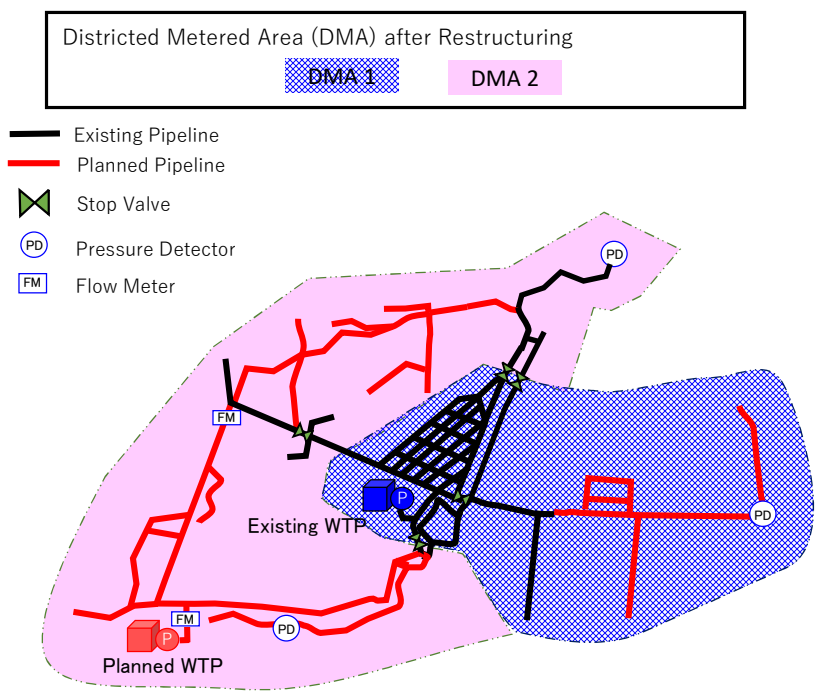 Districted Metered Area (DMA) after Restructuring
DMA 1
DMA 2
Existing Pipeline
Planned Pipeline
Stop Valve
PD
Pressure Detector
FM
Flow Meter
PD
FM
P
Existing WTP
PD
FM
PD
P
Planned WTP